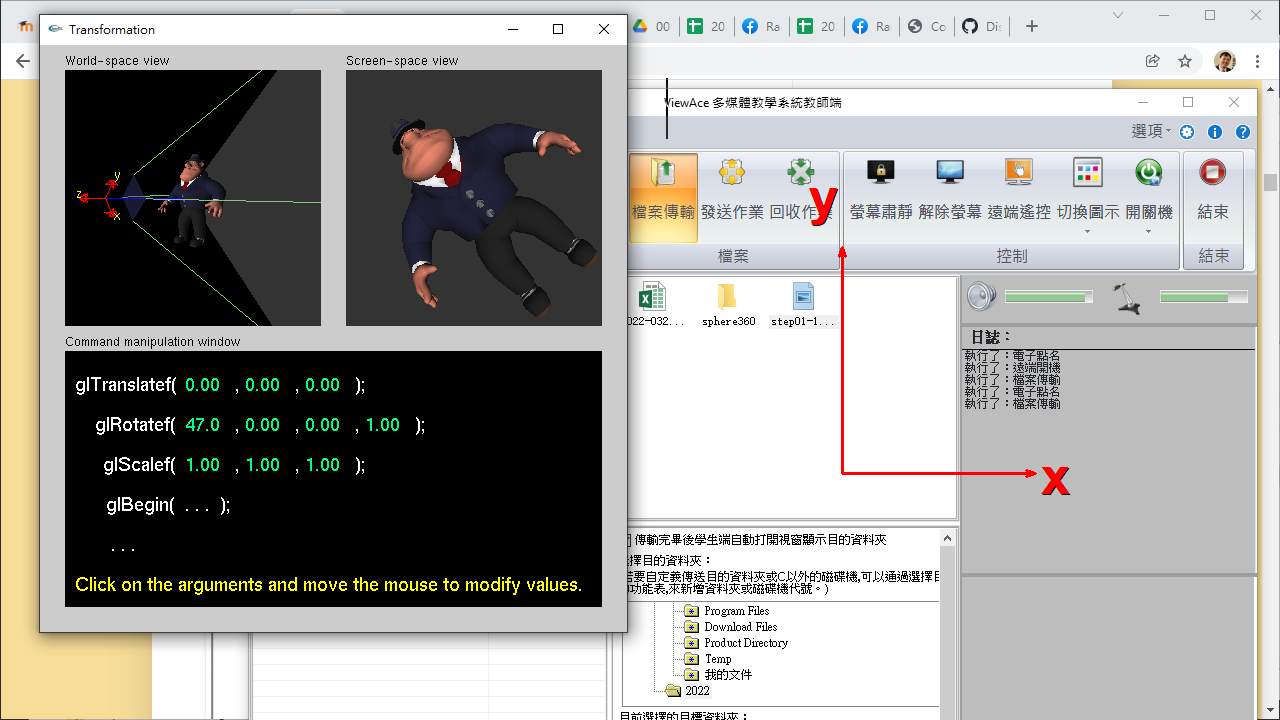 Transformation
World-space view
Screen-space view
y
z
x
Command manipulation window
glTranslatef( 0.00 , 0.00 , 0.00 );
glRotatef( 47.0 , 0.00 , 0.00 , 1.00 );
glScalef( 1.00 , 1.00 , 1.00 );
glBegin( . . . );
. . .
Click on the arguments and move the mouse to modify values.
00
20
Ra
20
Ra
Co
Dis
ViewAce 多媒體教學系統教師端
選項
檔案傳輸 發送作業 回收作業
螢幕肅靜 解除螢幕 遠端遙控 切換圖示 開關機
結束
檔案
控制
結束
y
x
022-032...
sphere360
step01-1...
日誌：
執行了：電子點名
執行了：遠端開機
執行了：檔案傳輸
執行了：電子點名
執行了：檔案傳輸
傳輸完畢後學生端自動打開視窗顯示目的資料夾
選擇目的資料夾：
若要自定義傳送目的資料夾或C以外的磁碟機,可以通過選擇目
功能表,來新增資料夾或磁碟機代號。)
Program Files
Download Files
Product Directory
Temp
我的文件
2022
目前選擇的目標資料夾：